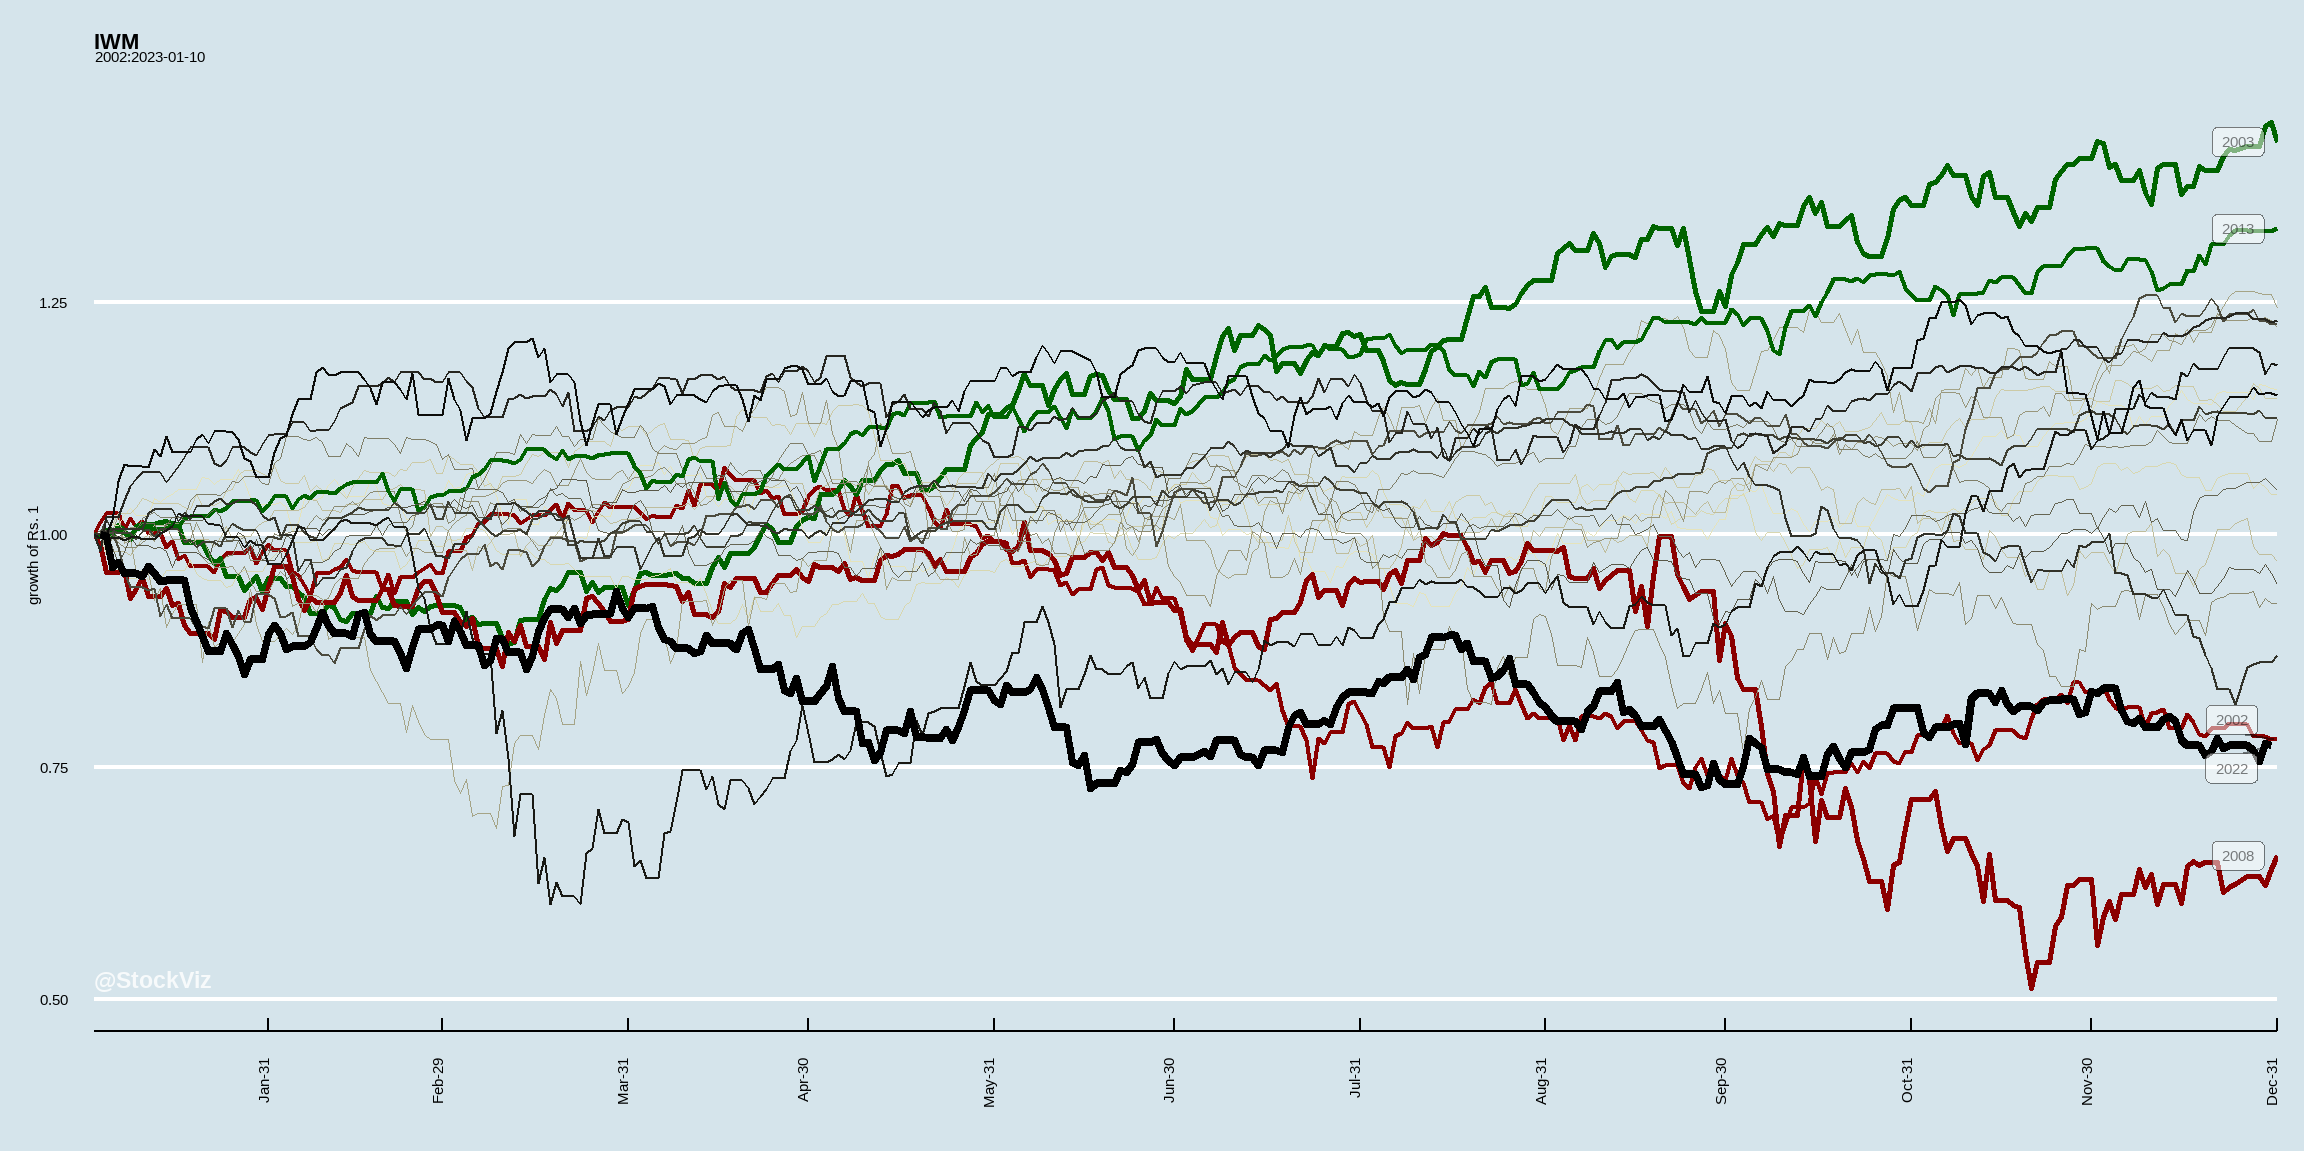 IWM
2002:2023-01-10
2003
2013
1.25
growth of Rs. 1
1.00
2002
0.75
2022
2008
@StockViz
0.50
Jan-31
Feb-29
Mar-31
Apr-30
May-31
Jun-30
Jul-31
Aug-31
Sep-30
Oct-31
Nov-30
Dec-31